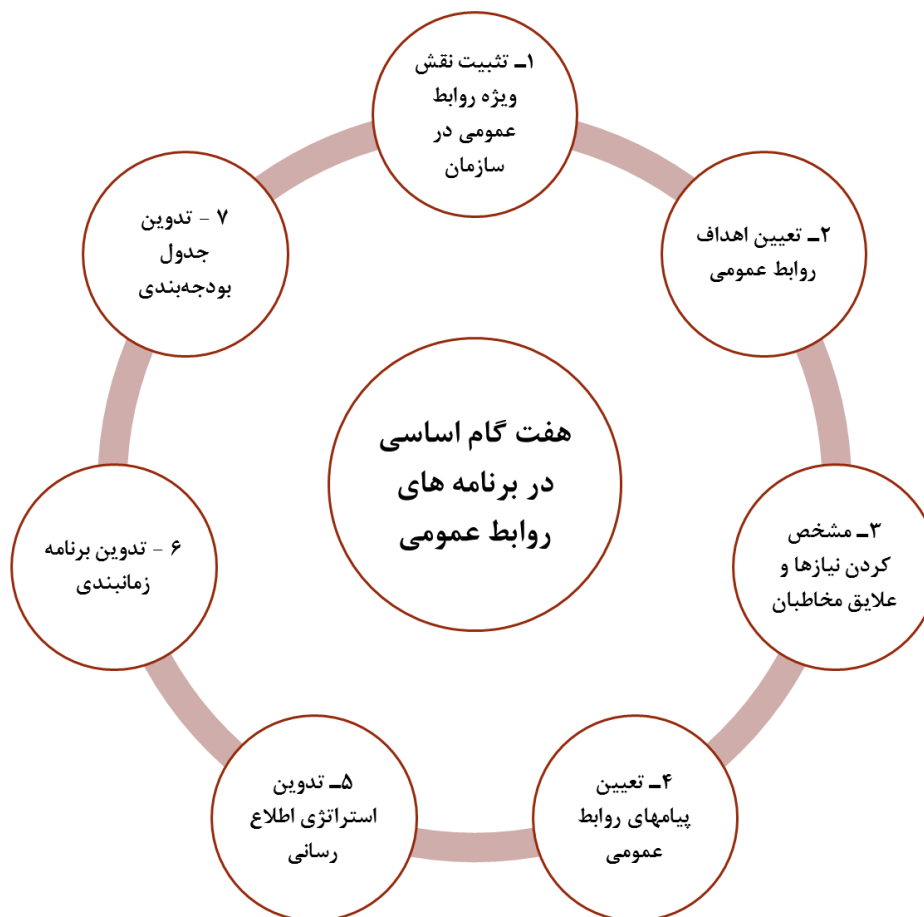 هفت گام اساسی
در برنامه های
روابط عمومی
۱ـ تثبیت نقش
ویژه روابط
عمومی در
سازمان
۲ـ تعیین اهداف
روابط عمومی
۳ـ مشخص
کردن نیازها و
علایق مخاطبان
۴ـ تعیین
پیامهای روابط
عمومی
۵ـ تدوین
استراتژی اطلاع
رسانی
۶ - تدوین برنامه
زمانبندی
۷ - تدوین
جدول
بودجه‌بندی